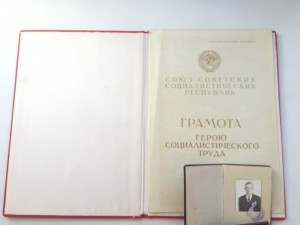 СОЮЗ СОВЕТСКИХ
СОЦИАЛИСТИЧЕСКИХ
РЕСПУБЛИК
ГРАМОТА
ГЕРОЮ
СОЦИАЛИСТИЧЕСКОГО
ТРУДА